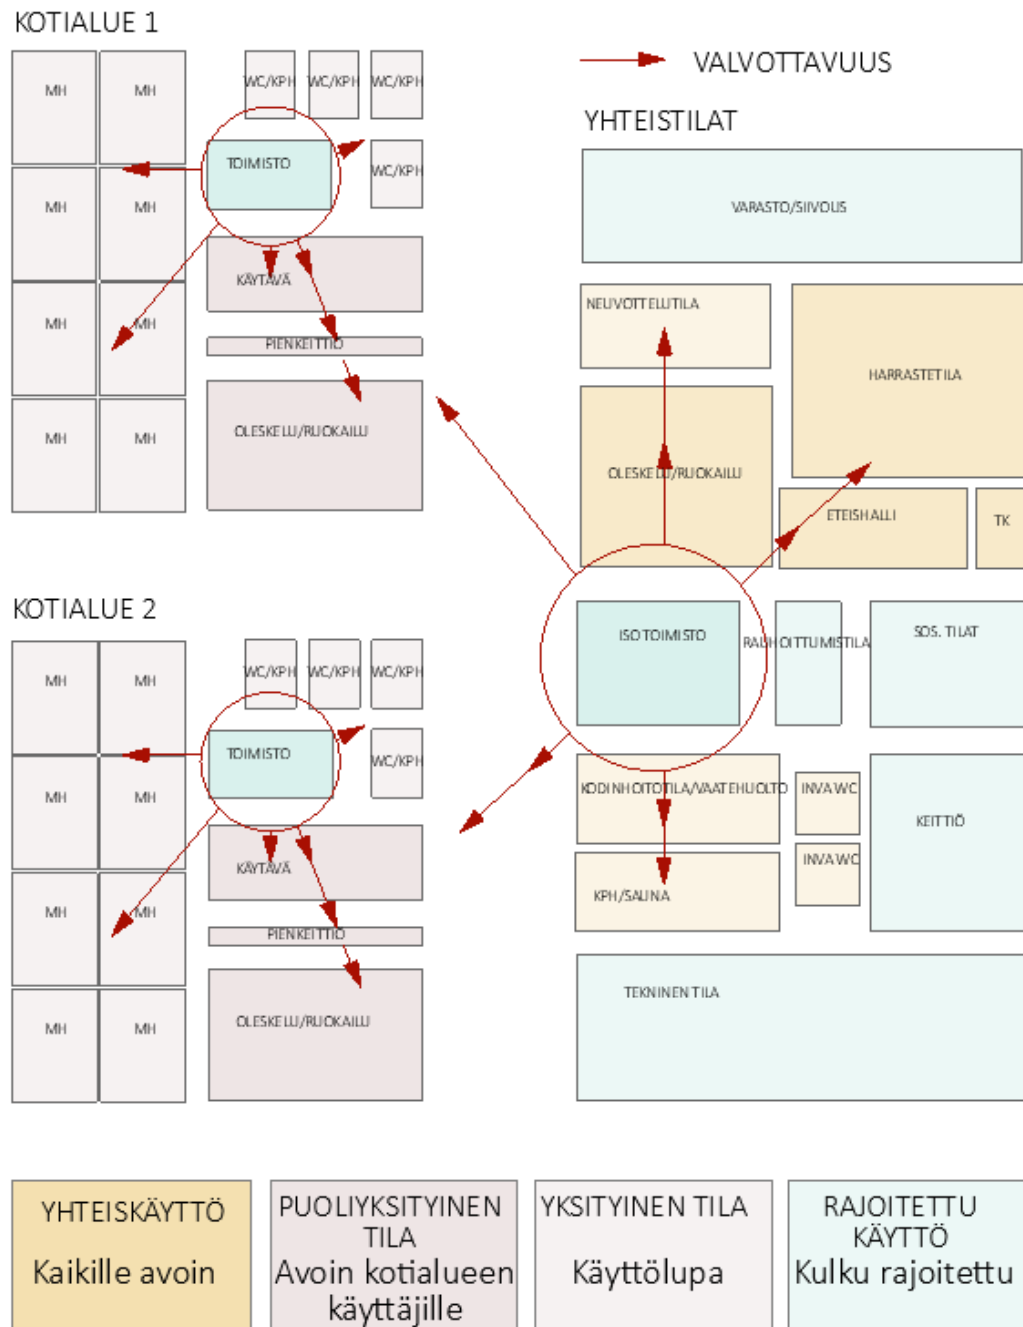 KOTIALUE 1
MH
MH
WC/KPH
WC/KPH
WC/KPH
TOIMISTO
WC/KPH
MH
MH
KÄYTÄVÄ
MH
MH
PIENKEITTIÖ
MH
MH
OLESKELU/RUOKAILU
VALVOTTAVUUS
YHTEISTILAT
VARASTO/SIIVOUS
NEUVOTTELUTILA
HARRASTETILA
OLESKELU/RUOKAILU
ETEISHALLI
TK
ISO TOIMISTO
RAUHOITTUMISTILA
SOS. TILAT
KODINHOITOTILA/VAATEHUOLTO
INVA WC
KEITTIÖ
INVA WC
KPH/SAUNA
TEKNINEN TILA
KOTIALUE 2
MH
MH
WC/KPH
WC/KPH
WC/KPH
TOIMISTO
WC/KPH
MH
MH
KÄYTÄVÄ
MH
MH
PIENKEITTIÖ
MH
MH
OLESKELU/RUOKAILU
YHTEISKÄYTTÖ
Kaikille avoin
PUOLIYKSITYINEN
TILA
Avoin kotialueen
käyttäjille
YKSITYINEN TILA
Käyttölupa
RAJOITETTU
KÄYTTÖ
Kulku rajoitettu